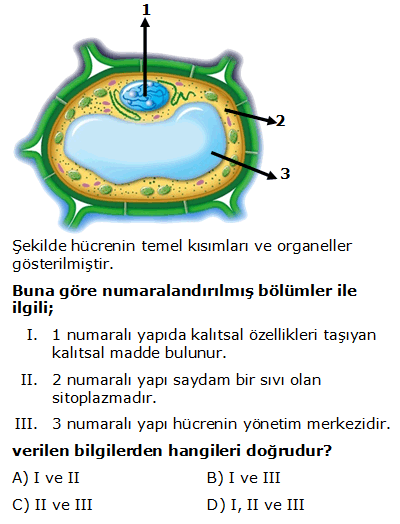 1
2
3
Şekilde hücrenin temel kısımları ve organeller
gösterilmiştir.
Buna göre numaralandırılmış bölümler ile
ilgili;
I. 1 numaralı yapıda kalıtsal özellikleri taşıyan
kalıtsal madde bulunur.
II. 2 numaralı yapı saydam bir sıvı olan
sitoplazmadır.
III. 3 numaralı yapı hücrenin yönetim merkezidir.
verilen bilgilerden hangileri doğrudur?
A) I ve II B) I ve III
C) II ve III D) I, II ve III